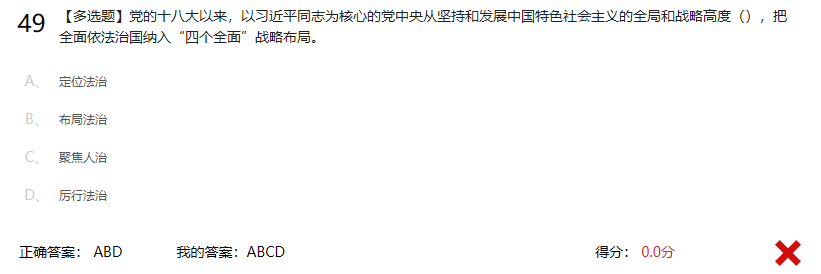 49 【多选题】党的十八大以来，以习近平同志为核心的党中央从坚持和发展中国特色社会主义的全局和战略高度（），把
全面依法治国纳入“四个全面”战略布局。
A、 定位法治
B、 布局法治
C、 聚焦人治
D、 厉行法治
正确答案： ABD 我的答案：ABCD 得分： 0.0分